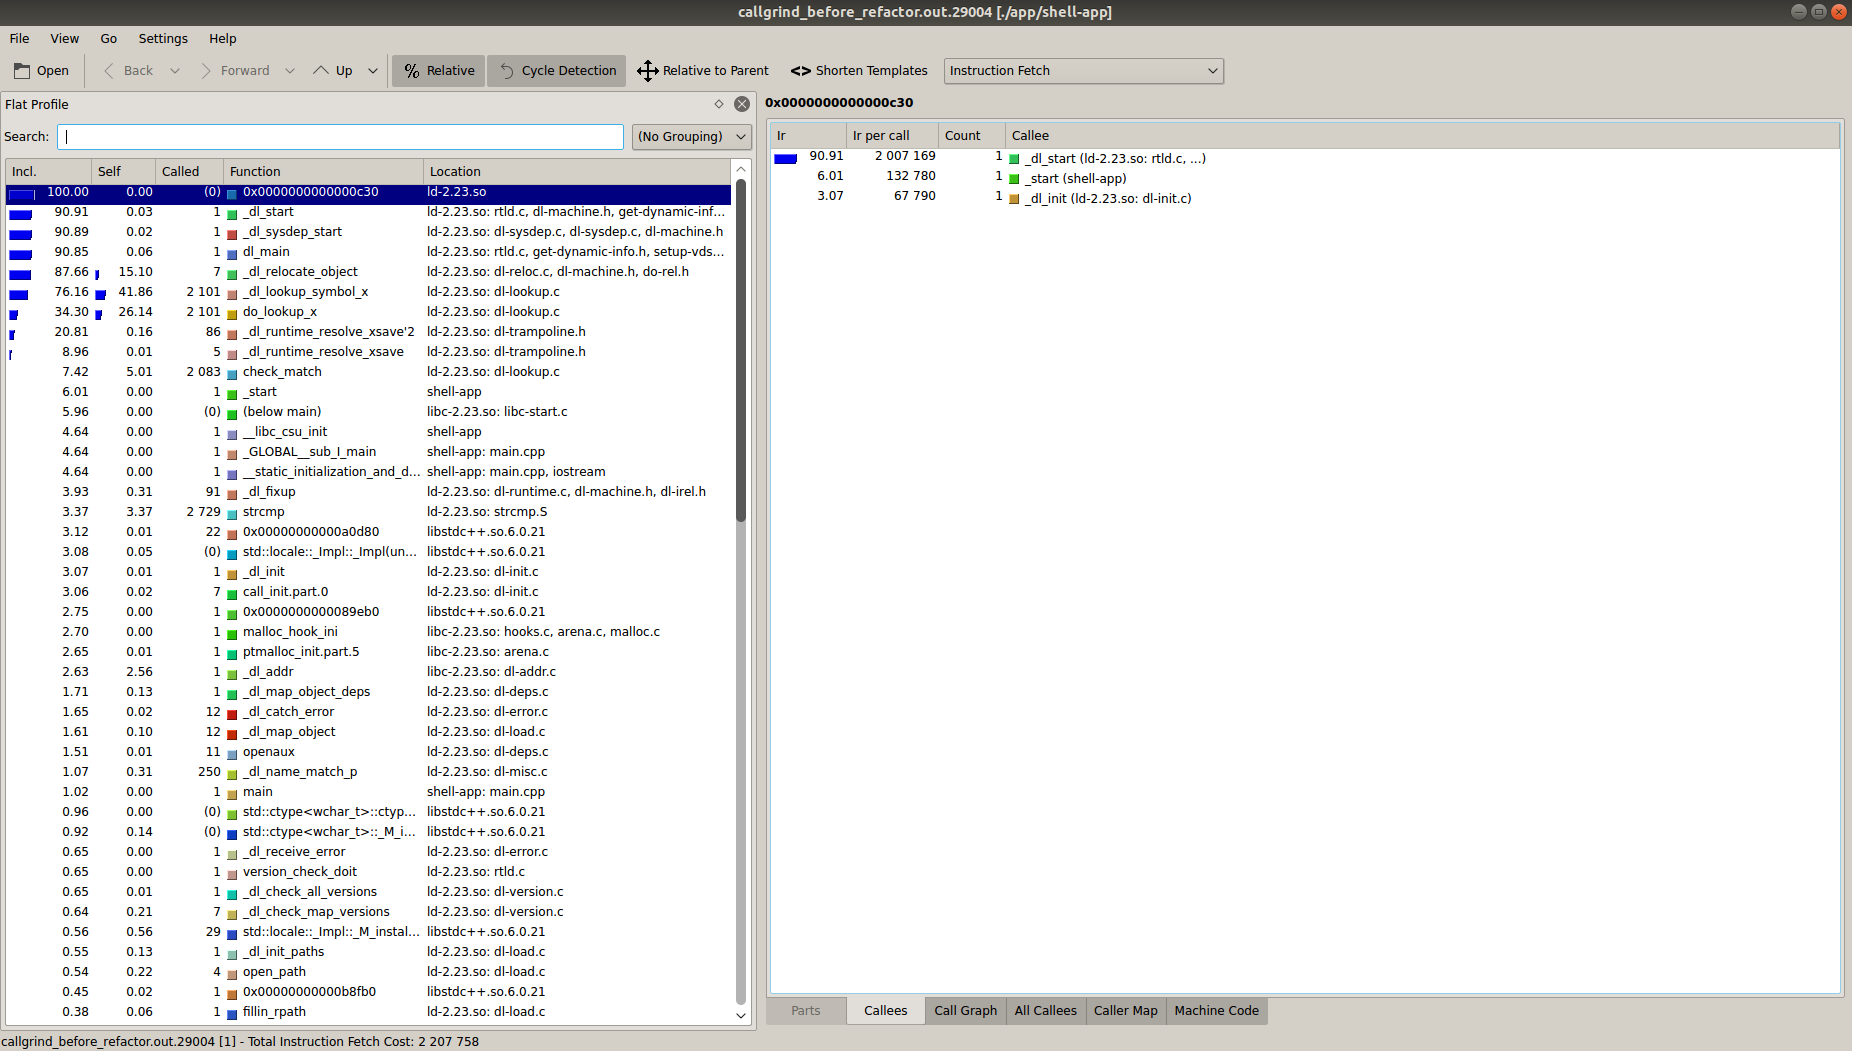 callgrind_before_refactor.out.29004 [./app/shell-app]
File View Go Settings Help
Open Back Forward Up % Relative Cycle Detection Relative to Parent <> Shorten Templates Instruction Fetch
Flat Profile
Search: (No Grouping)
Incl. Self Called Function Location
100.00 0.00 (0) 0x0000000000000c30 ld-2.23.so
90.91 0.03 1 _dl_start ld-2.23.so: rtld.c, dl-machine.h, get-dynamic-inf...
90.89 0.02 1 _dl_sysdep_start ld-2.23.so: dl-sysdep.c, dl-sysdep.c, dl-machine.h
90.85 0.06 1 dl_main ld-2.23.so: rtld.c, get-dynamic-info.h, setup-vds...
87.66 15.10 7 _dl_relocate_object ld-2.23.so: dl-reloc.c, dl-machine.h, do-rel.h
76.16 41.86 2 101 _dl_lookup_symbol_x ld-2.23.so: dl-lookup.c
34.30 26.14 2 101 do_lookup_x ld-2.23.so: dl-lookup.c
20.81 0.16 86 _dl_runtime_resolve_xsave'2 ld-2.23.so: dl-trampoline.h
8.96 0.01 5 _dl_runtime_resolve_xsave ld-2.23.so: dl-trampoline.h
7.42 5.01 2 083 check_match ld-2.23.so: dl-lookup.c
6.01 0.00 1 _start shell-app
5.96 0.00 (0) (below main) libc-2.23.so: libc-start.c
4.64 0.00 1 __libc_csu_init shell-app
4.64 0.00 1 _GLOBAL__sub_I_main shell-app: main.cpp
4.64 0.00 1 __static_initialization_and_d... shell-app: main.cpp, iostream
3.93 0.31 91 _dl_fixup ld-2.23.so: dl-runtime.c, dl-machine.h, dl-irel.h
3.37 3.37 2 729 strcmp ld-2.23.so: strcmp.S
3.12 0.01 22 0x00000000000a0d80 libstdc++.so.6.0.21
3.08 0.05 (0) std::locale::_Impl::_Impl(un... libstdc++.so.6.0.21
3.07 0.01 1 _dl_init ld-2.23.so: dl-init.c
3.06 0.02 7 call_init.part.0 ld-2.23.so: dl-init.c
2.75 0.00 1 0x0000000000089eb0 libstdc++.so.6.0.21
2.70 0.00 1 malloc_hook_ini libc-2.23.so: hooks.c, arena.c, malloc.c
2.65 0.01 1 ptmalloc_init.part.5 libc-2.23.so: arena.c
2.63 2.56 1 _dl_addr libc-2.23.so: dl-addr.c
1.71 0.13 1 _dl_map_object_deps ld-2.23.so: dl-deps.c
1.65 0.02 12 _dl_catch_error ld-2.23.so: dl-error.c
1.61 0.10 12 _dl_map_object ld-2.23.so: dl-load.c
1.51 0.01 11 openaux ld-2.23.so: dl-deps.c
1.07 0.31 250 _dl_name_match_p ld-2.23.so: dl-misc.c
1.02 0.00 1 main shell-app: main.cpp
0.96 0.00 (0) std::ctype<wchar_t>::ctyp... libstdc++.so.6.0.21
0.92 0.14 (0) std::ctype<wchar_t>::_M_i... libstdc++.so.6.0.21
0.65 0.00 1 _dl_receive_error ld-2.23.so: dl-error.c
0.65 0.00 1 version_check_doit ld-2.23.so: rtld.c
0.65 0.01 1 _dl_check_all_versions ld-2.23.so: dl-version.c
0.64 0.21 7 _dl_check_map_versions ld-2.23.so: dl-version.c
0.56 0.56 29 std::locale::_Impl::_M_instal... libstdc++.so.6.0.21
0.55 0.13 1 _dl_init_paths ld-2.23.so: dl-load.c
0.54 0.22 4 open_path ld-2.23.so: dl-load.c
0.45 0.02 1 0x00000000000b8fb0 libstdc++.so.6.0.21
0.38 0.06 1 fillin_rpath ld-2.23.so: dl-load.c
0x0000000000000c30
Ir Ir per call Count Callee
90.91 2 007 169 1 _dl_start (ld-2.23.so: rtld.c, ...)
6.01 132 780 1 _start (shell-app)
3.07 67 790 1 _dl_init (ld-2.23.so: dl-init.c)
Parts Callees Call Graph All Callees Caller Map Machine Code
callgrind_before_refactor.out.29004 [1] - Total Instruction Fetch Cost: 2 207 758